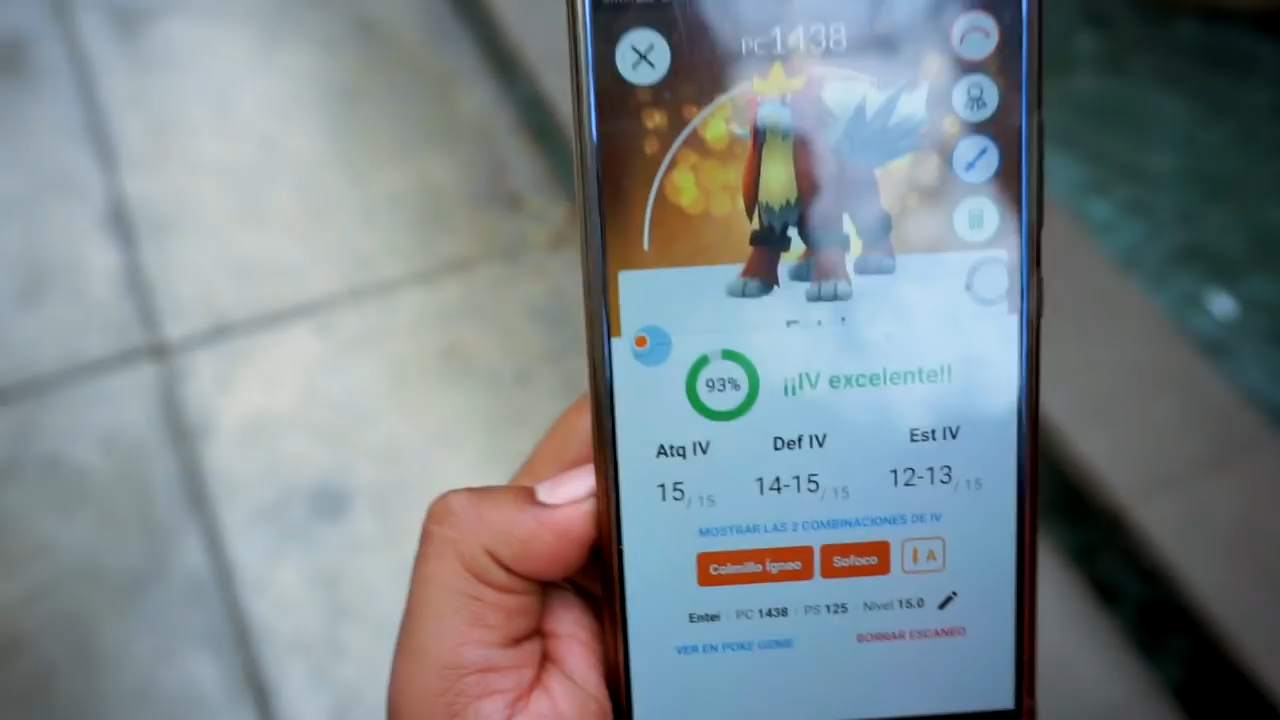 PC1438
93%
¡¡IV excelente!!
Atq IV Def IV Est IV
15/15 14-15/15 12-13/15
MOSTRAR LAS 2 COMBINACIONES DE IV
Colmillo Ígneo Sofoco A
Entei PC 1438 PS 125 Nivel 15.0
VER EN POKE GENIE BORRAR ESCANEO